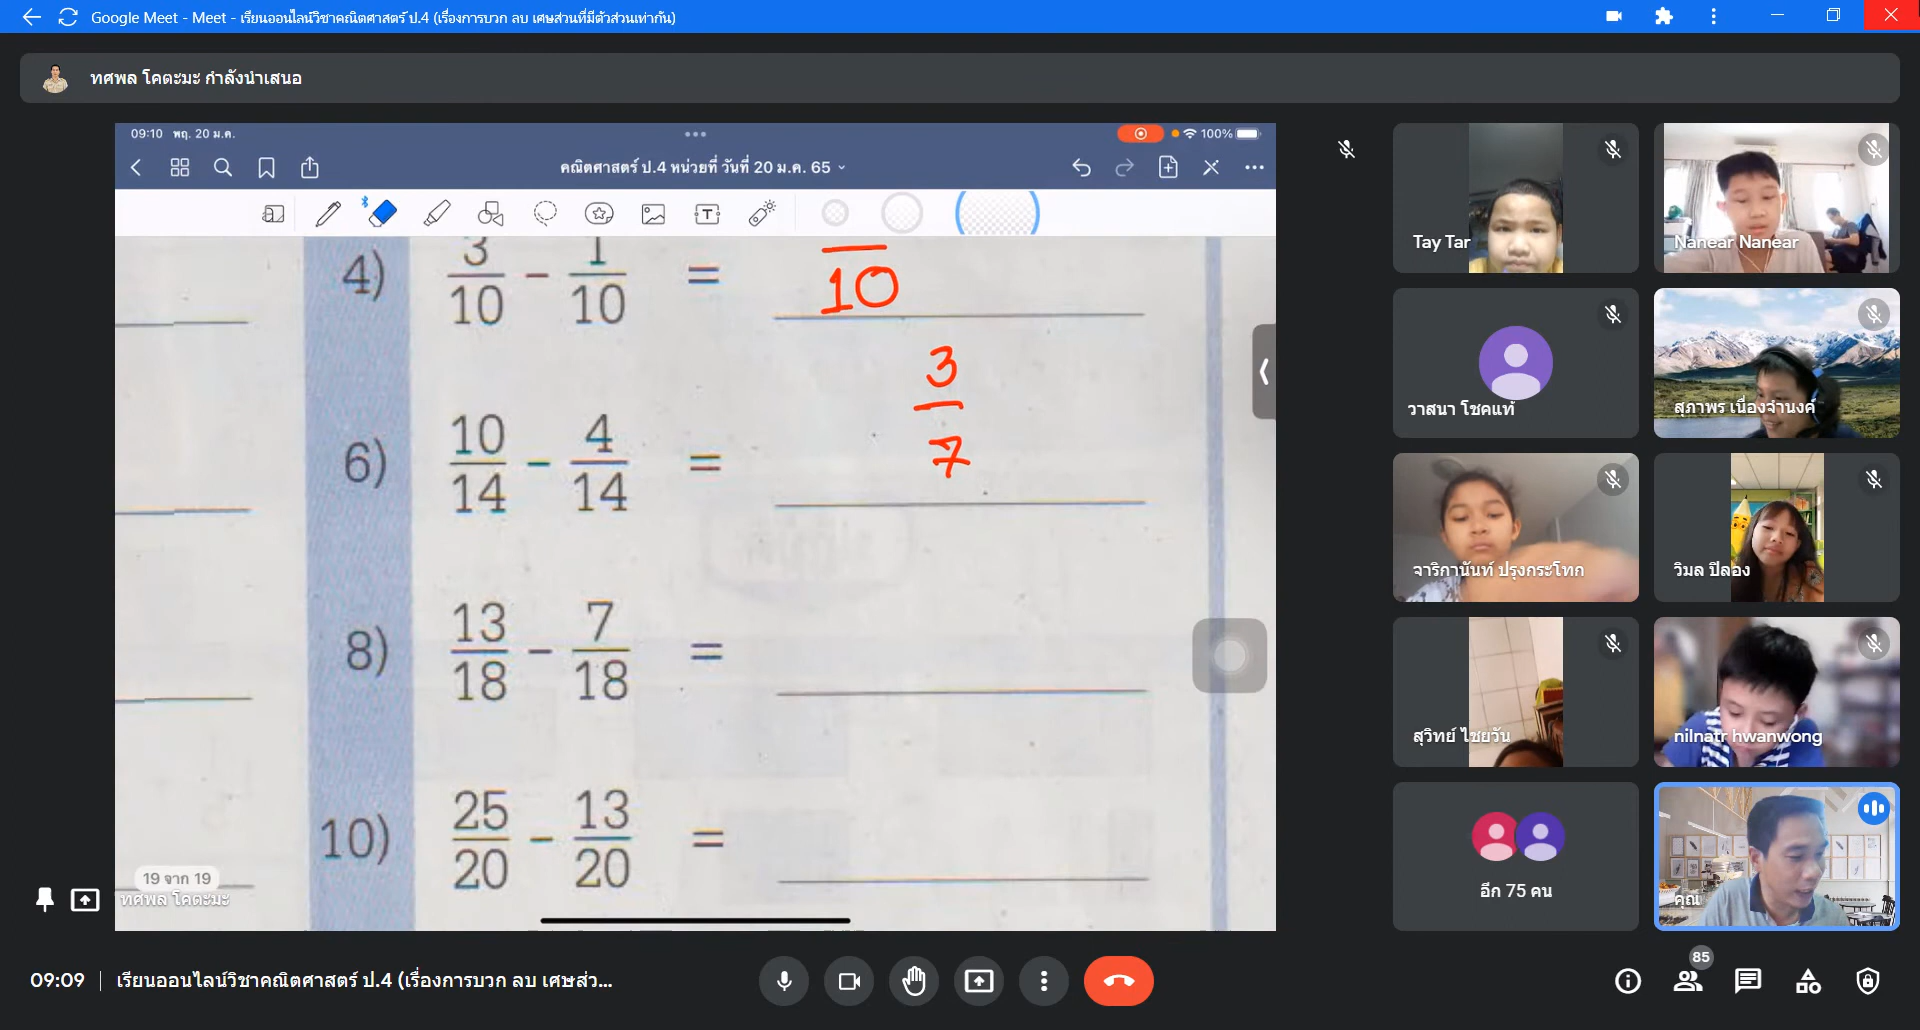 Google Meet - Meet - เรียนออนไลน์วิชาคณิตศาสตร์ ป.4 (เรื่องการบวก ลบ เศษส่วนที่มีตัวส่วนเท่ากัน)
ทศพล โคตะมะ กำลังนำเสนอ
09:10 พฤ. 20 ม.ค.
100%
คณิตศาสตร์ ป.4 หน่วยที่ วันที่ 20 ม.ค. 65
4) 3/10 - 1/10 = /10
3/7
6) 10/14 - 4/14 =
8) 13/18 - 7/18 =
10) 25/20 - 13/20 =
19 จาก 19
ทศพล โคตะมะ
Tay Tar
Nanear Nanear
วาสนา โชคแท้
สุภาพร เนื่องจำนงค์
จาริกานันท์ ปรุงกระโทก
วิมล ปิลอง
สุวิทย์ ไชยวัน
nilnatr hwanwong
อีก 75 คน
คุณ
09:09 | เรียนออนไลน์วิชาคณิตศาสตร์ ป.4 (เรื่องการบวก ลบ เศษส่ว...
85